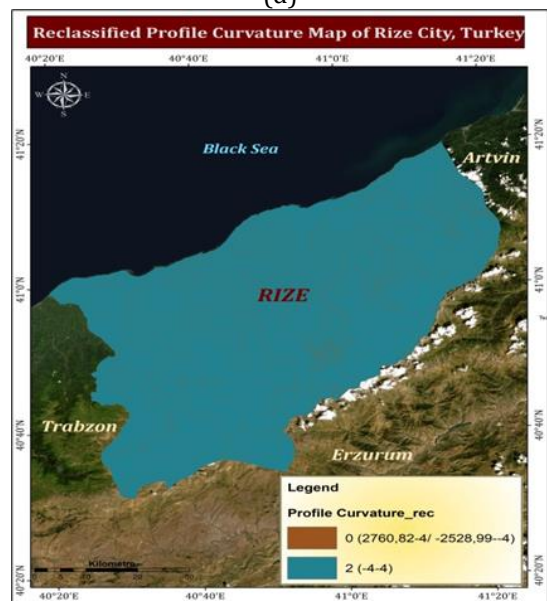 Reclassified Profile Curvature Map of Rize City, Turkey
40°20'E 40°40'E 41°0'E 41°20'E
N
W E
S
41°20'N
41°20'N
Black Sea
Artvin
41°0'N
41°0'N
RIZE
Trabzon
40°40'N
40°40'N
Erzurum
Legend
Profile Curvature_rec
0 (2760,82-4/ -2528,99--4)
2 (-4-4)
40°20'N
40°20'E 40°40'E 41°0'E 41°20'E